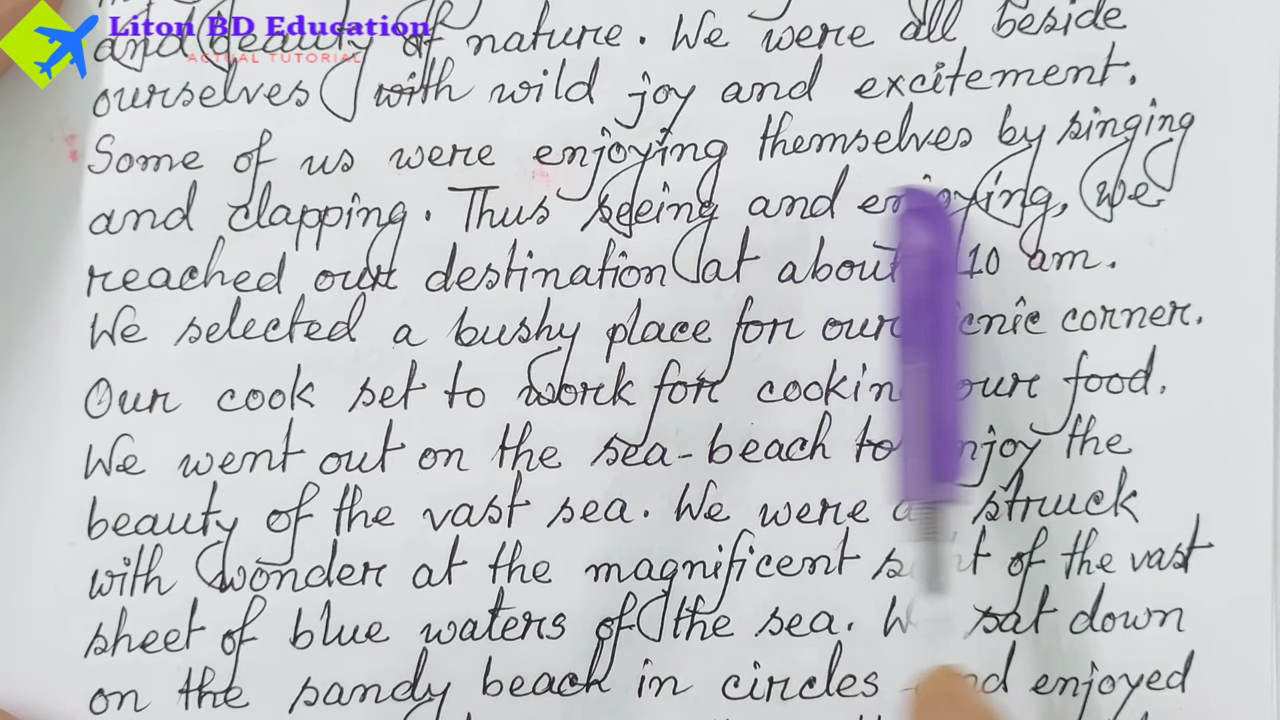 Liton BD Education
ACTUAL TUTORIAL
and beauty of nature. We were all beside
ourselves with wild joy and excitement.
Some of us were enjoying themselves by singing
and clapping. Thus seeing and enjoying, we
reached our destination at about 10 am.
We selected a bushy place for our corner.
Our cook set to work for our food.
We went out on the sea-beach to the
beauty of the vast sea. We were struck
with wonder at the magnificent of the vast
sheet of blue waters of the sea. sat down
on the sandy beach in circles enjoyed